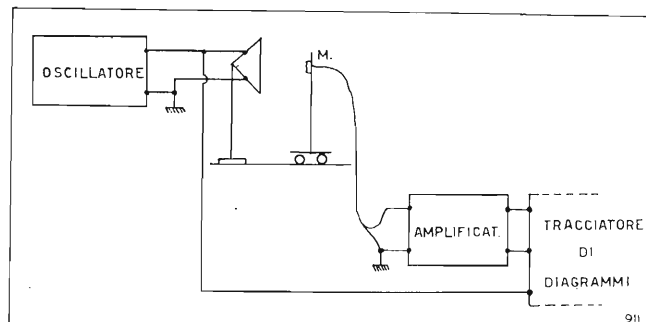 OSCILLATORE
M.
AMPLIFICAT.
TRACCIATORE
DI
DIAGRAMMI
911